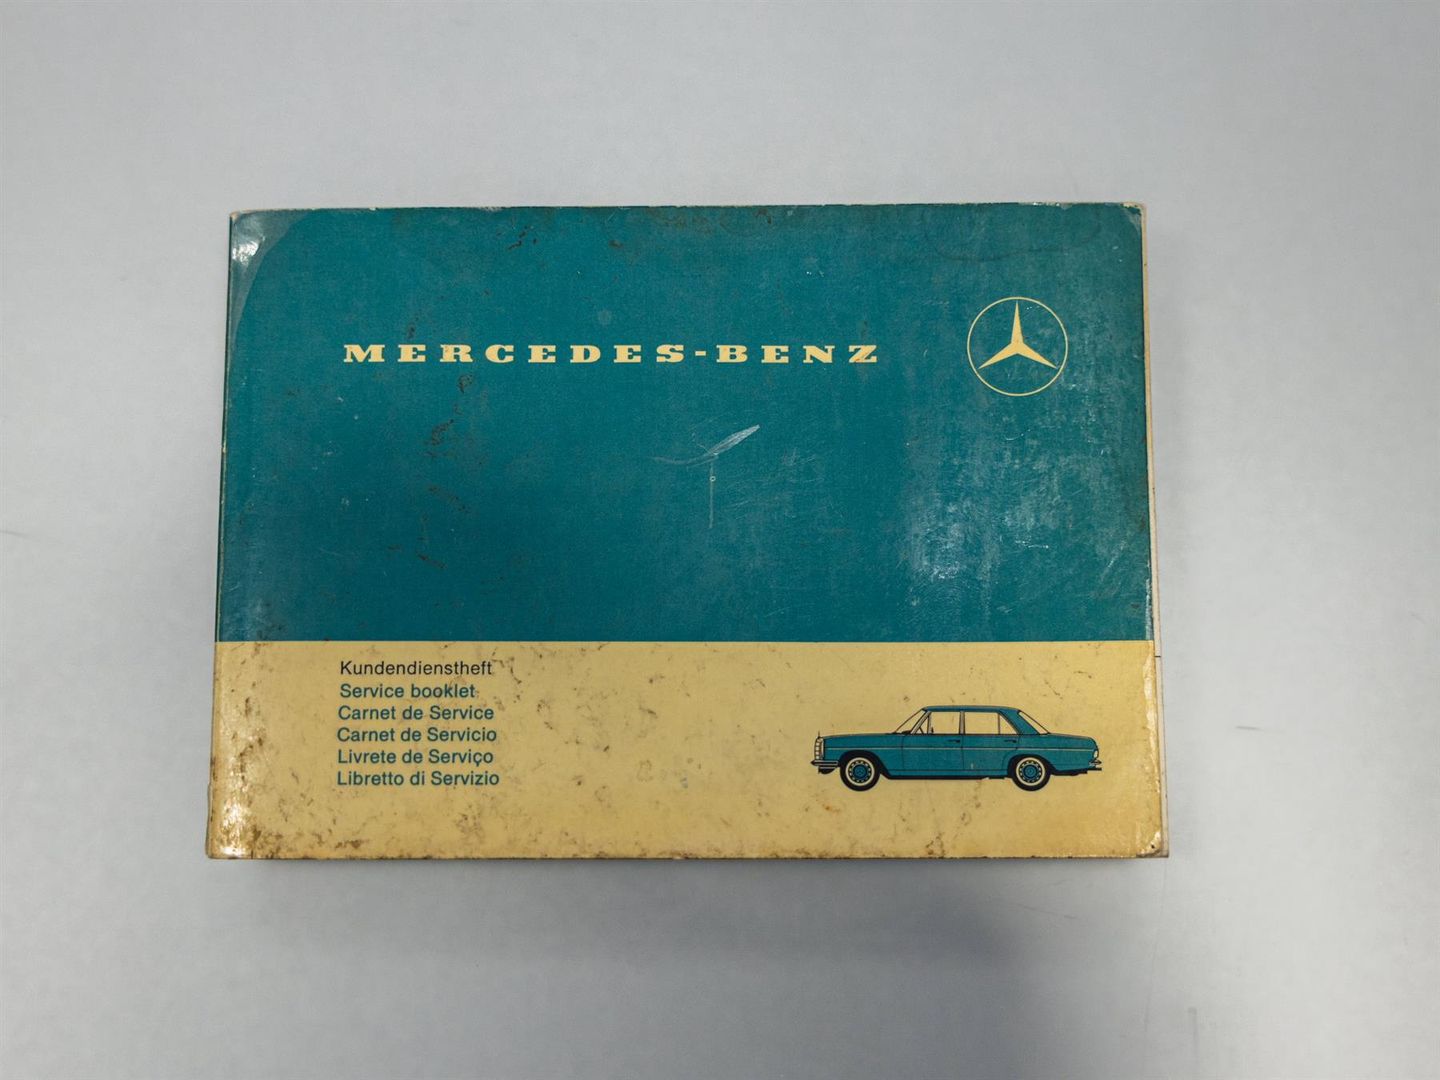 MERCEDES-BENZ
Kundendienstheft
Service booklet
Carnet de Service
Carnet de Servicio
Livrete de Serviço
Libretto di Servizio